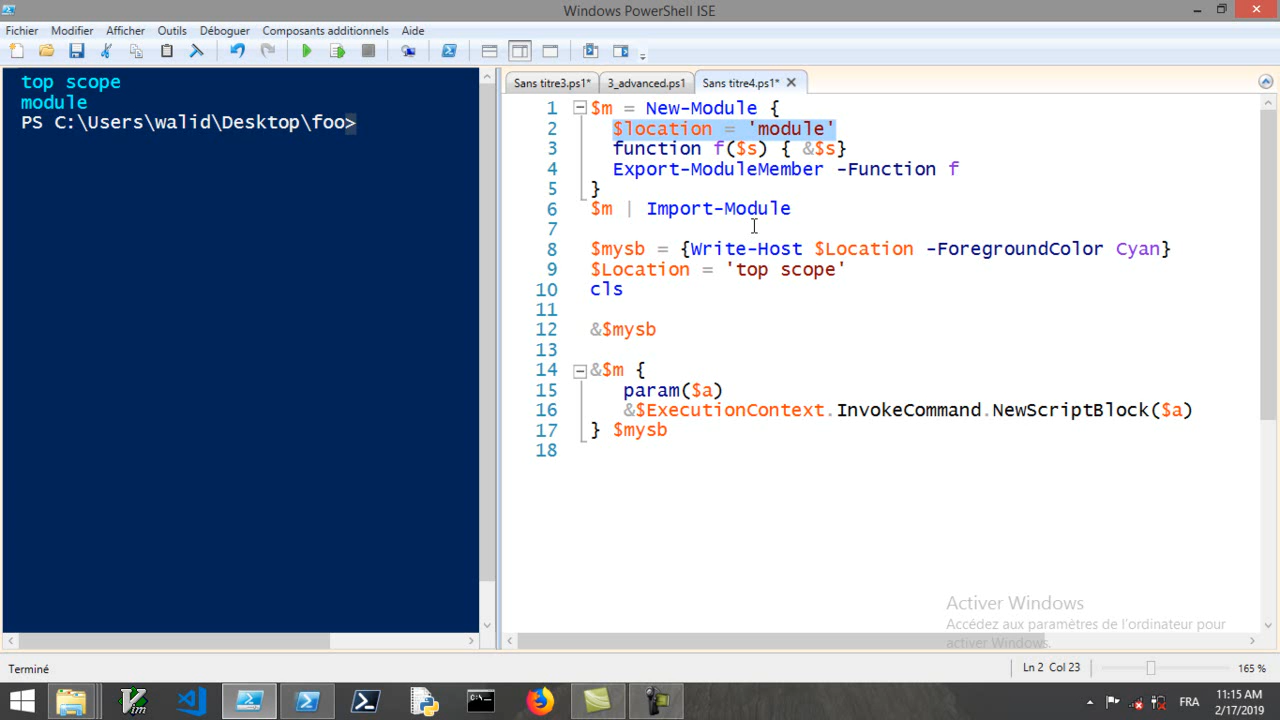 Windows PowerShell ISE
Fichier Modifier Afficher Outils Déboguer Composants additionnels Aide
top scope
module
PS C:\Users\walid\Desktop\foo>
Sans titre3.ps1* 3_advanced.ps1 Sans titre4.ps1*
1 $m = New-Module {
2 $location = 'module'
3 function f($s) { &$s}
4 Export-ModuleMember -Function f
5 }
6 $m | Import-Module
7
8 $mysb = {Write-Host $Location -ForegroundColor Cyan}
9 $Location = 'top scope'
10 cls
11
12 &$mysb
13
14 &$m {
15 param($a)
16 &$ExecutionContext.InvokeCommand.NewScriptBlock($a)
17 } $mysb
18
Activer Windows
Accédez aux paramètres de l'ordinateur pour
activer Windows.
Terminé
Ln 2 Col 23
165 %
FRA
11:15 AM
2/17/2019